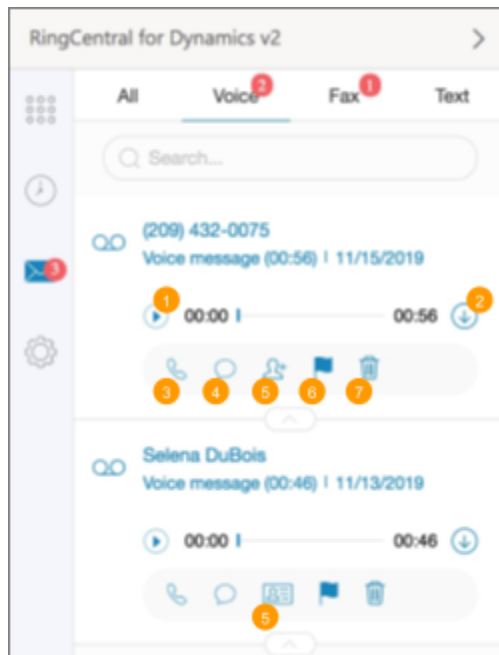 RingCentral for Dynamics v2
All Voice 2 Fax 1 Text
Search...
3
(209) 432-0075
Voice message (00:56) | 11/15/2019
1 00:00 00:56 2
3 4 5 6 7
Selena DuBois
Voice message (00:46) | 11/13/2019
00:00 00:46
5